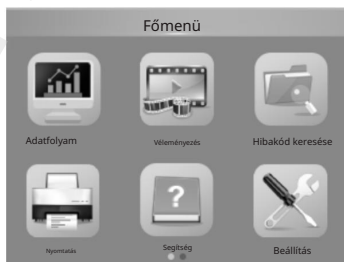 Főmenü
Adatfolyam
Véleményezés
Hibakód keresése
Nyomtatás
Segítség
Beállítás